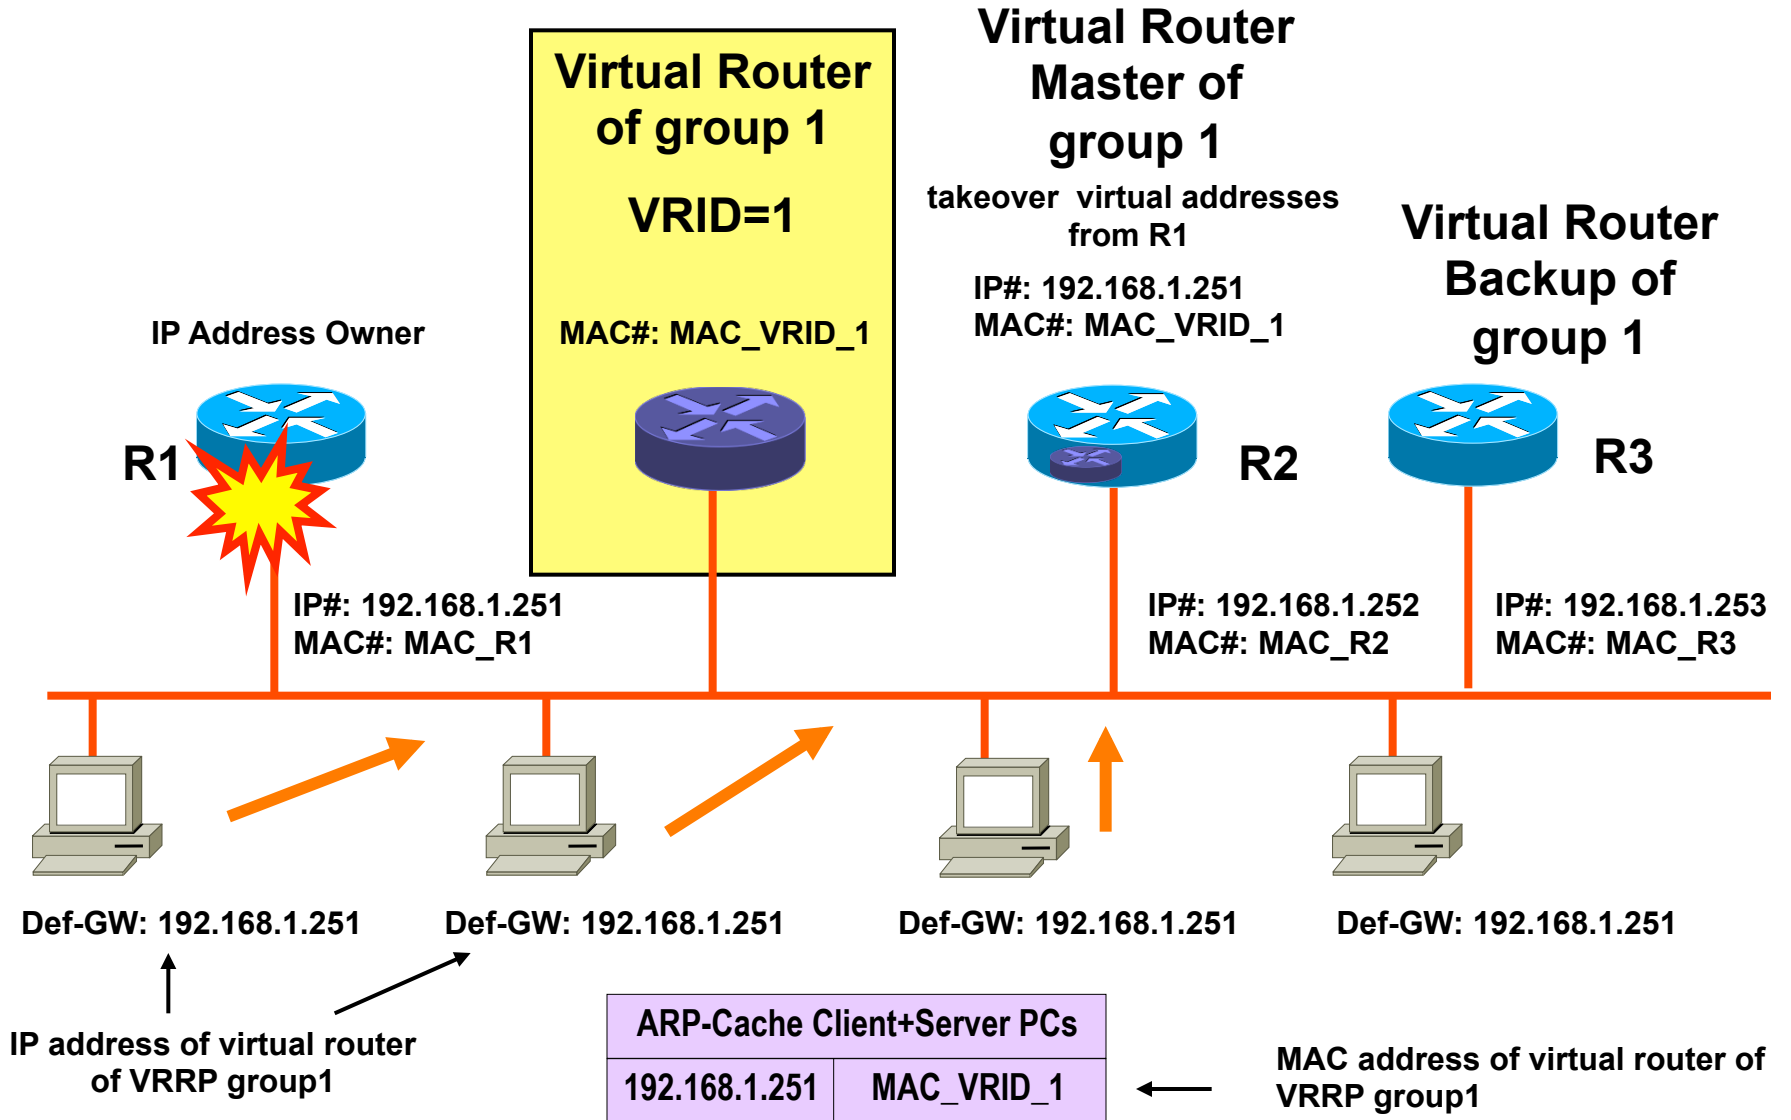 Virtual Router
of group 1
VRID=1
MAC#: MAC_VRID_1
Virtual Router
Master of
group 1
takeover  virtual addresses
from R1
IP#: 192.168.1.251
MAC#: MAC_VRID_1
Virtual Router
Backup of
group 1
IP Address Owner
R1
R2
R3
IP#: 192.168.1.251
MAC#: MAC_R1
IP#: 192.168.1.252
MAC#: MAC_R2
IP#: 192.168.1.253
MAC#: MAC_R3
Def-GW: 192.168.1.251
Def-GW: 192.168.1.251
Def-GW: 192.168.1.251
Def-GW: 192.168.1.251
IP address of virtual router
of VRRP group1
ARP-Cache Client+Server PCs
192.168.1.251
MAC_VRID_1
MAC address of virtual router of
VRRP group1